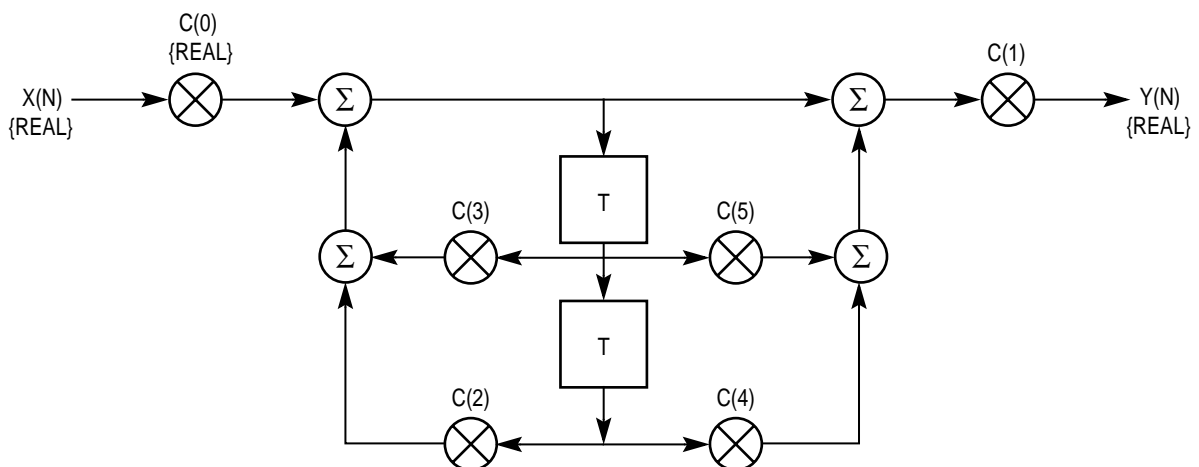 C(0)
{REAL}
C(1)
X(N)
{REAL}
Σ
Σ
Y(N)
{REAL}
T
C(3)
C(5)
Σ
Σ
T
C(2)
C(4)